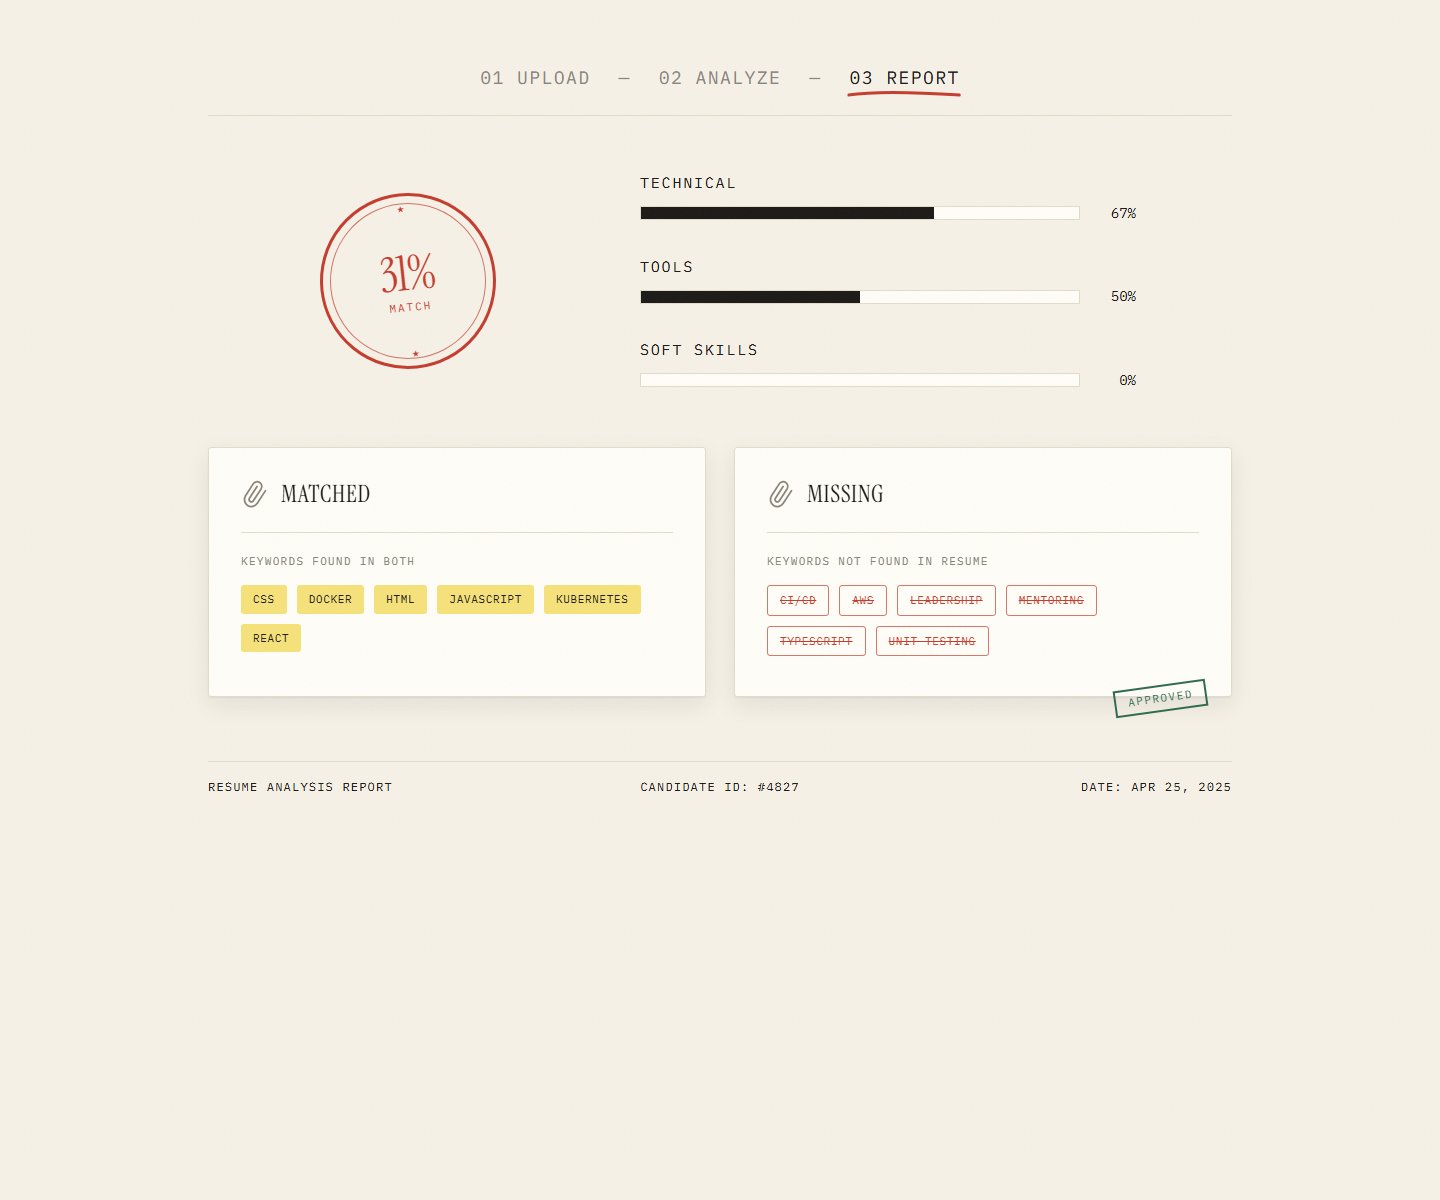 01 UPLOAD — 02 ANALYZE — 03 REPORT
31%
MATCH
TECHNICAL
67%
TOOLS
50%
SOFT SKILLS
0%
MATCHED
KEYWORDS FOUND IN BOTH
CSS DOCKER HTML JAVASCRIPT KUBERNETES
REACT
MISSING
KEYWORDS NOT FOUND IN RESUME
CI/CD AWS LEADERSHIP MENTORING
TYPESCRIPT UNIT TESTING
APPROVED
RESUME ANALYSIS REPORT
CANDIDATE ID: #4827
DATE: APR 25, 2025